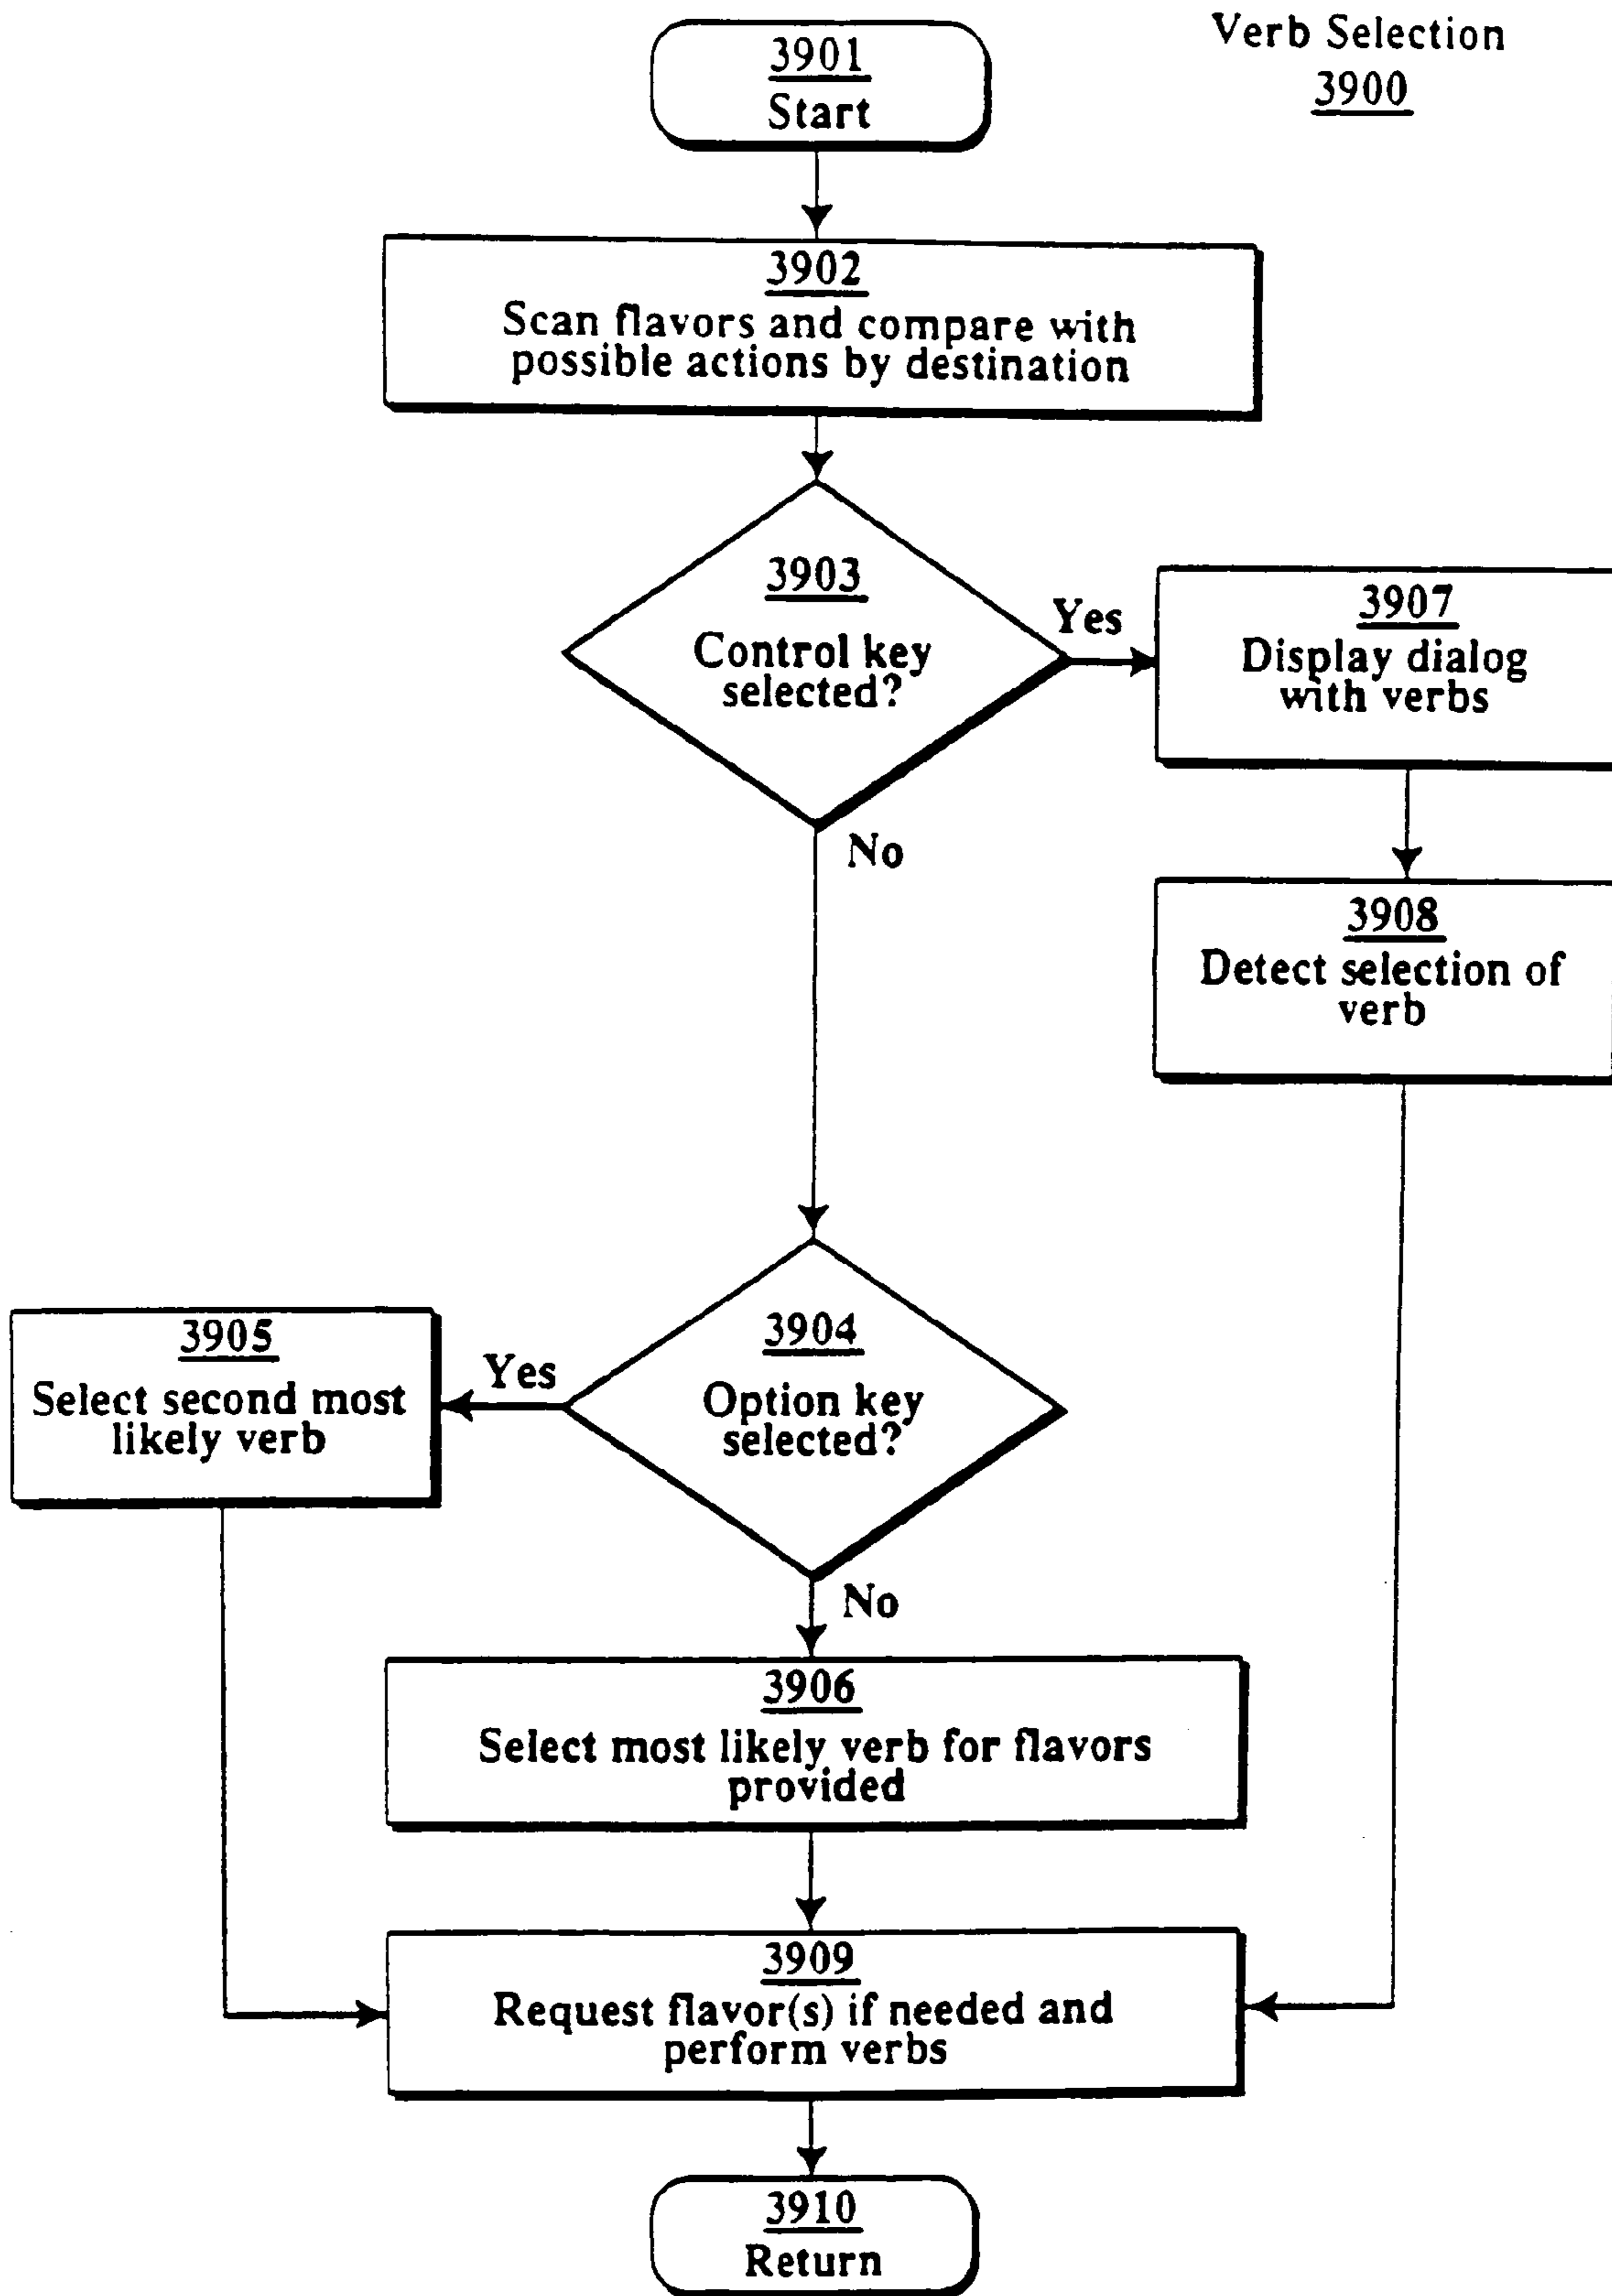 Verb Selection
3900
3901
Start
3902
Scan flavors and compare with
possible actions by destination
3903
Control key
selected?
Yes
No
3907
Display dialog
with verbs
3908
Detect selection of
verb
3904
Option key
selected?
Yes
No
3905
Select second most
likely verb
3906
Select most likely verb for flavors
provided
3909
Request flavor(s) if needed and
perform verbs
3910
Return